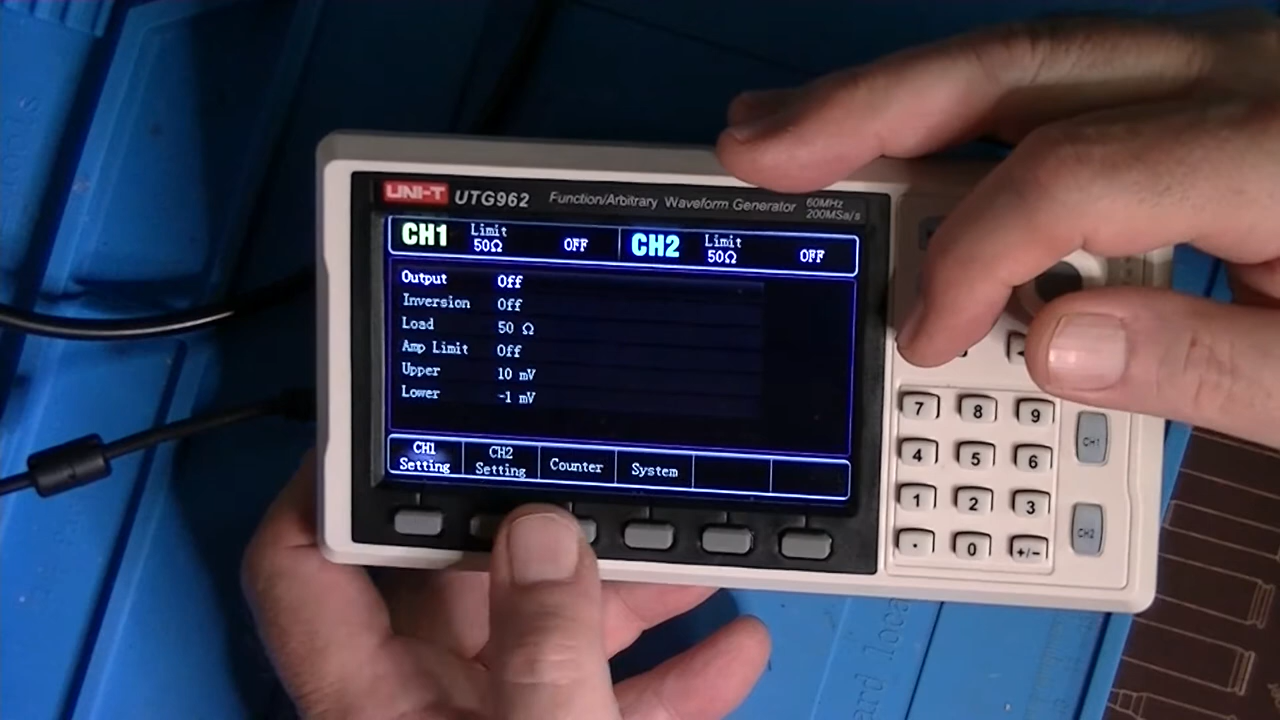 UNI-T UTG962 Function/Arbitrary Waveform Generator 60MHz 200MSa/s
CH1 Limit 50Ω OFF CH2 Limit 50Ω OFF
Output Off
Inversion Off
Load 50 Ω
Amp Limit Off
Upper 10 mV
Lower -1 mV
CH1 Setting CH2 Setting Counter System
7 8 9
4 5 6 CH1
1 2 3
. 0 +/- CH2